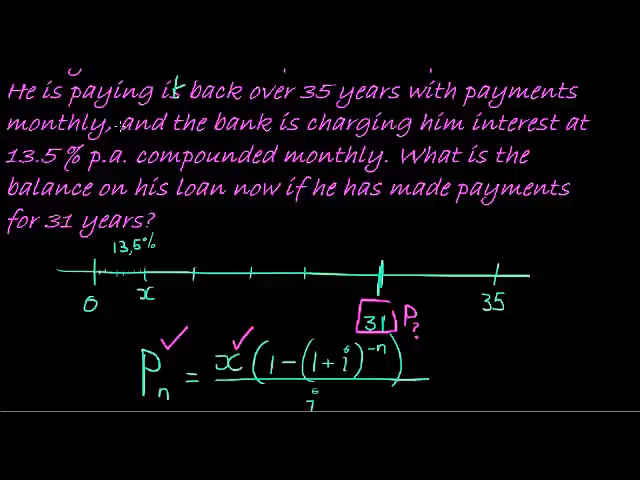 He is paying it back over 35 years with payments
monthly, and the bank is charging him interest at
13.5% p.a. compounded monthly. What is the
balance on his loan now if he has made payments
for 31 years?
13,5%
0 x 31 P? 35
Pn = x(1-(1+i)^-n)
i